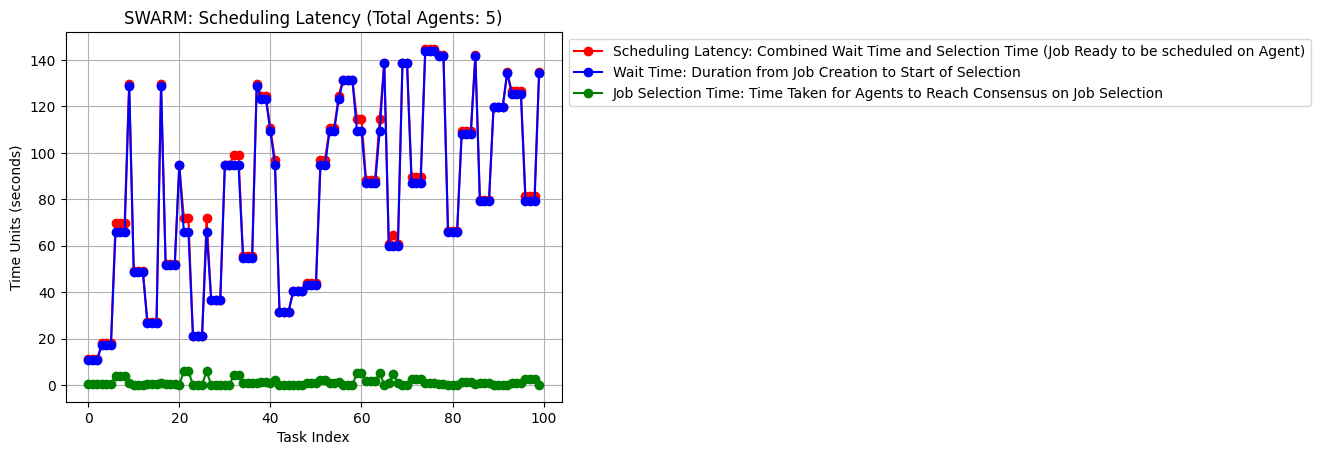 SWARM: Scheduling Latency (Total Agents: 5)
Scheduling Latency: Combined Wait Time and Selection Time (Job Ready to be scheduled on Agent)
Wait Time: Duration from Job Creation to Start of Selection
Job Selection Time: Time Taken for Agents to Reach Consensus on Job Selection
Time Units (seconds)
140
120
100
80
60
40
20
0
0 20 40 60 80 100
Task Index